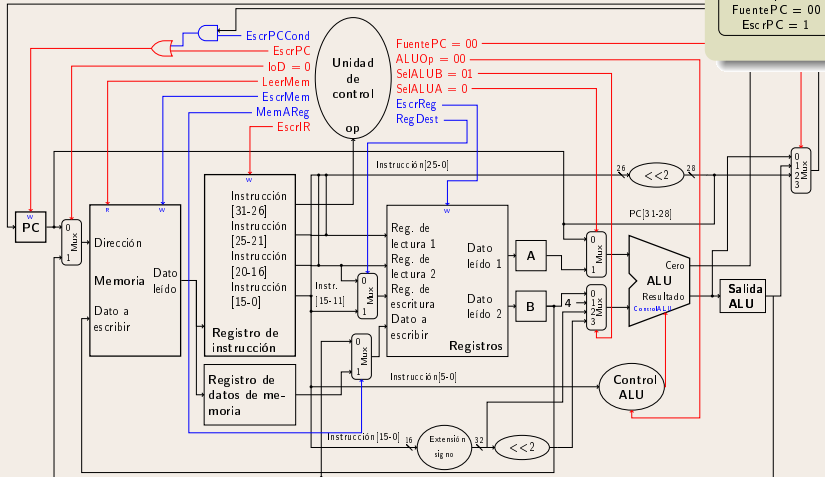 FuentePC = 00
EscrPC = 1
EscrPCCond
EscrPC
IoD = 0
LeerMem
EscrMem
MemAReg
EscrIR
Unidad
de
control
op
FuentePC = 00
ALUOp = 00
SelALUB = 01
SelALUA = 0
EscrReg
RegDest
Instrucción[25-0]
26
<<2
28
0
1
2
3
Mux
PC[31-28]
W
PC
0
1
Mux
R
W
Dirección
Memoria
Dato
leído
Dato a
escribir
W
Instrucción
[31-26]
Instrucción
[25-21]
Instrucción
[20-16]
Instrucción
[15-0]
Registro de
instrucción
Instr.
[15-11]
0
1
Mux
W
Reg. de
lectura 1
Reg. de
lectura 2
Reg. de
escritura
Dato a
escribir
Dato
leído 1
Dato
leído 2
Registros
A
B
4
0
1
Mux
0
1
2
3
Mux
Cero
ALU
Resultado
ControlALU
Salida
ALU
0
1
Mux
Registro de
datos de me-
moria
Instrucción[5-0]
Control
ALU
Instrucción[15-0]
16
Extensión
signo
32
<<2